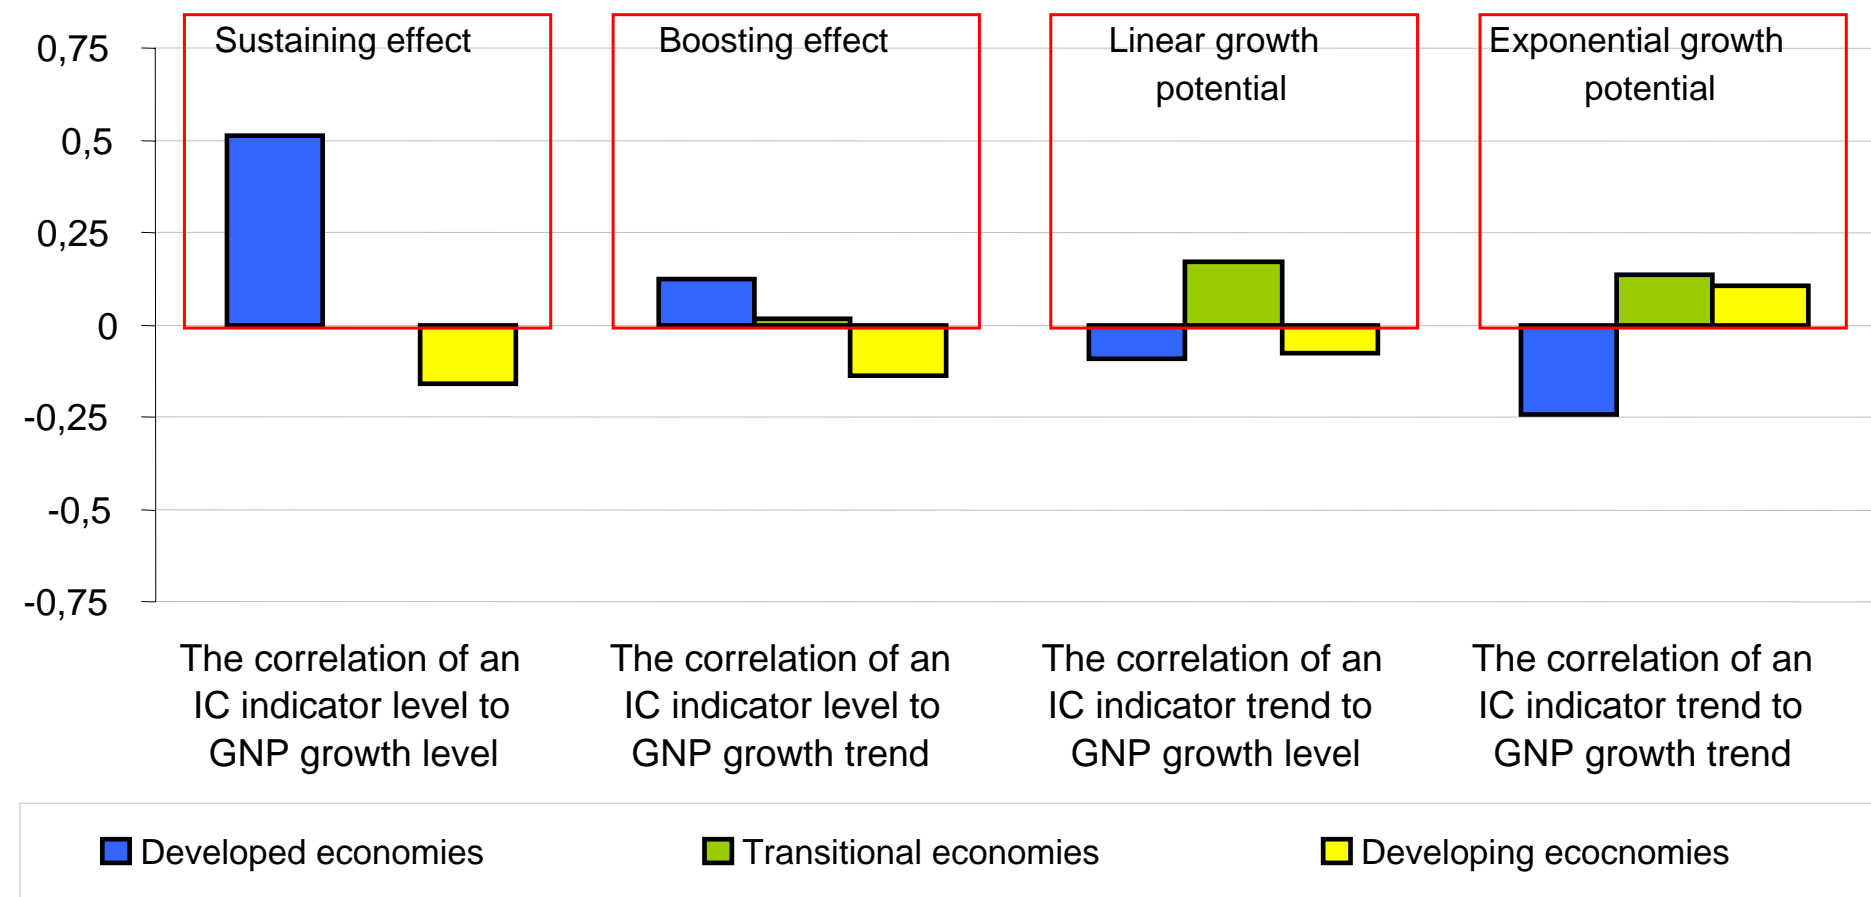 Sustaining effect
Boosting effect
Linear growth
potential
Exponential growth
potential
0,75
0,5
0,25
0
-0,25
-0,5
-0,75
The correlation of an
IC indicator level to
GNP growth level
The correlation of an
IC indicator level to
GNP growth trend
The correlation of an
IC indicator trend to
GNP growth level
The correlation of an
IC indicator trend to
GNP growth trend
Developed economies
Transitional economies
Developing ecocnomies